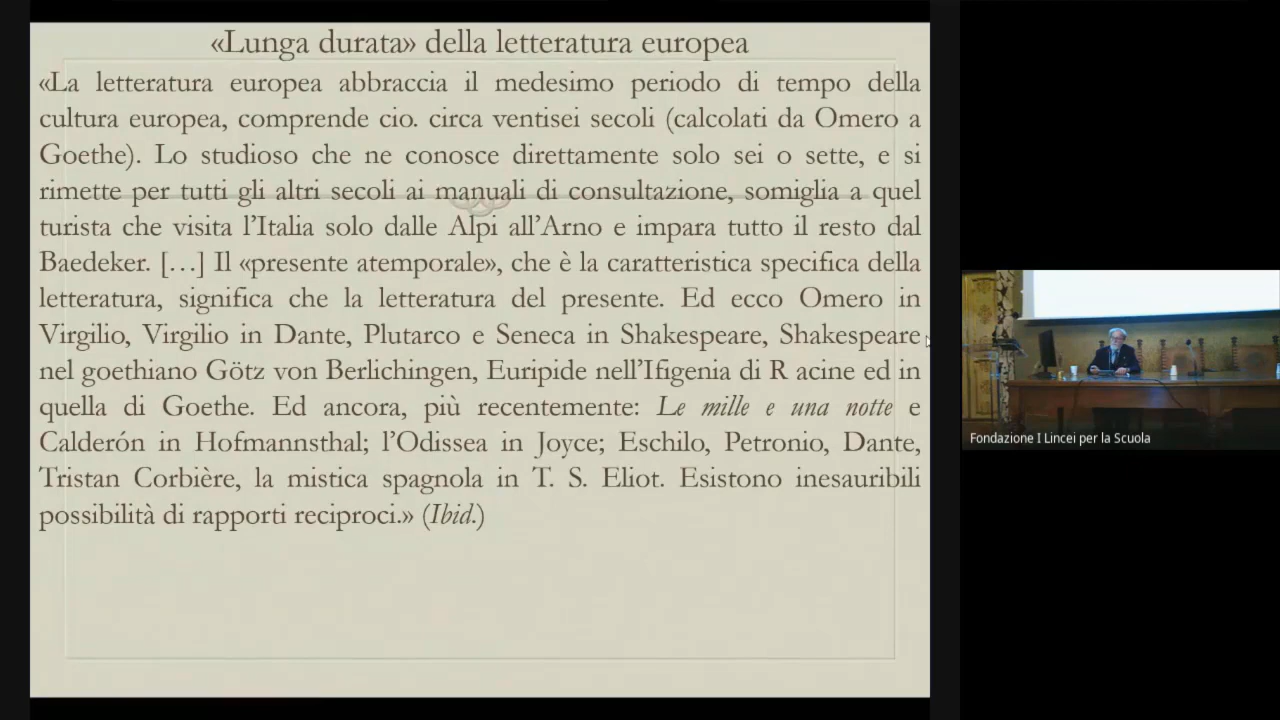 «Lunga durata» della letteratura europea
«La letteratura europea abbraccia il medesimo periodo di tempo della
cultura europea, comprende cio. circa ventisei secoli (calcolati da Omero a
Goethe). Lo studioso che ne conosce direttamente solo sei o sette, e si
rimette per tutti gli altri secoli ai manuali di consultazione, somiglia a quel
turista che visita l'Italia solo dalle Alpi all'Arno e impara tutto il resto dal
Baedeker. […] Il «presente atemporale», che è la caratteristica specifica della
letteratura, significa che la letteratura del presente. Ed ecco Omero in
Virgilio, Virgilio in Dante, Plutarco e Seneca in Shakespeare, Shakespeare
nel goethiano Götz von Berlichingen, Euripide nell'Ifigenia di R acine ed in
quella di Goethe. Ed ancora, più recentemente: Le mille e una notte e
Calderón in Hofmannsthal; l'Odissea in Joyce; Eschilo, Petronio, Dante,
Tristan Corbière, la mistica spagnola in T. S. Eliot. Esistono inesauribili
possibilità di rapporti reciproci.» (Ibid.)
Fondazione I Lincei per la Scuola